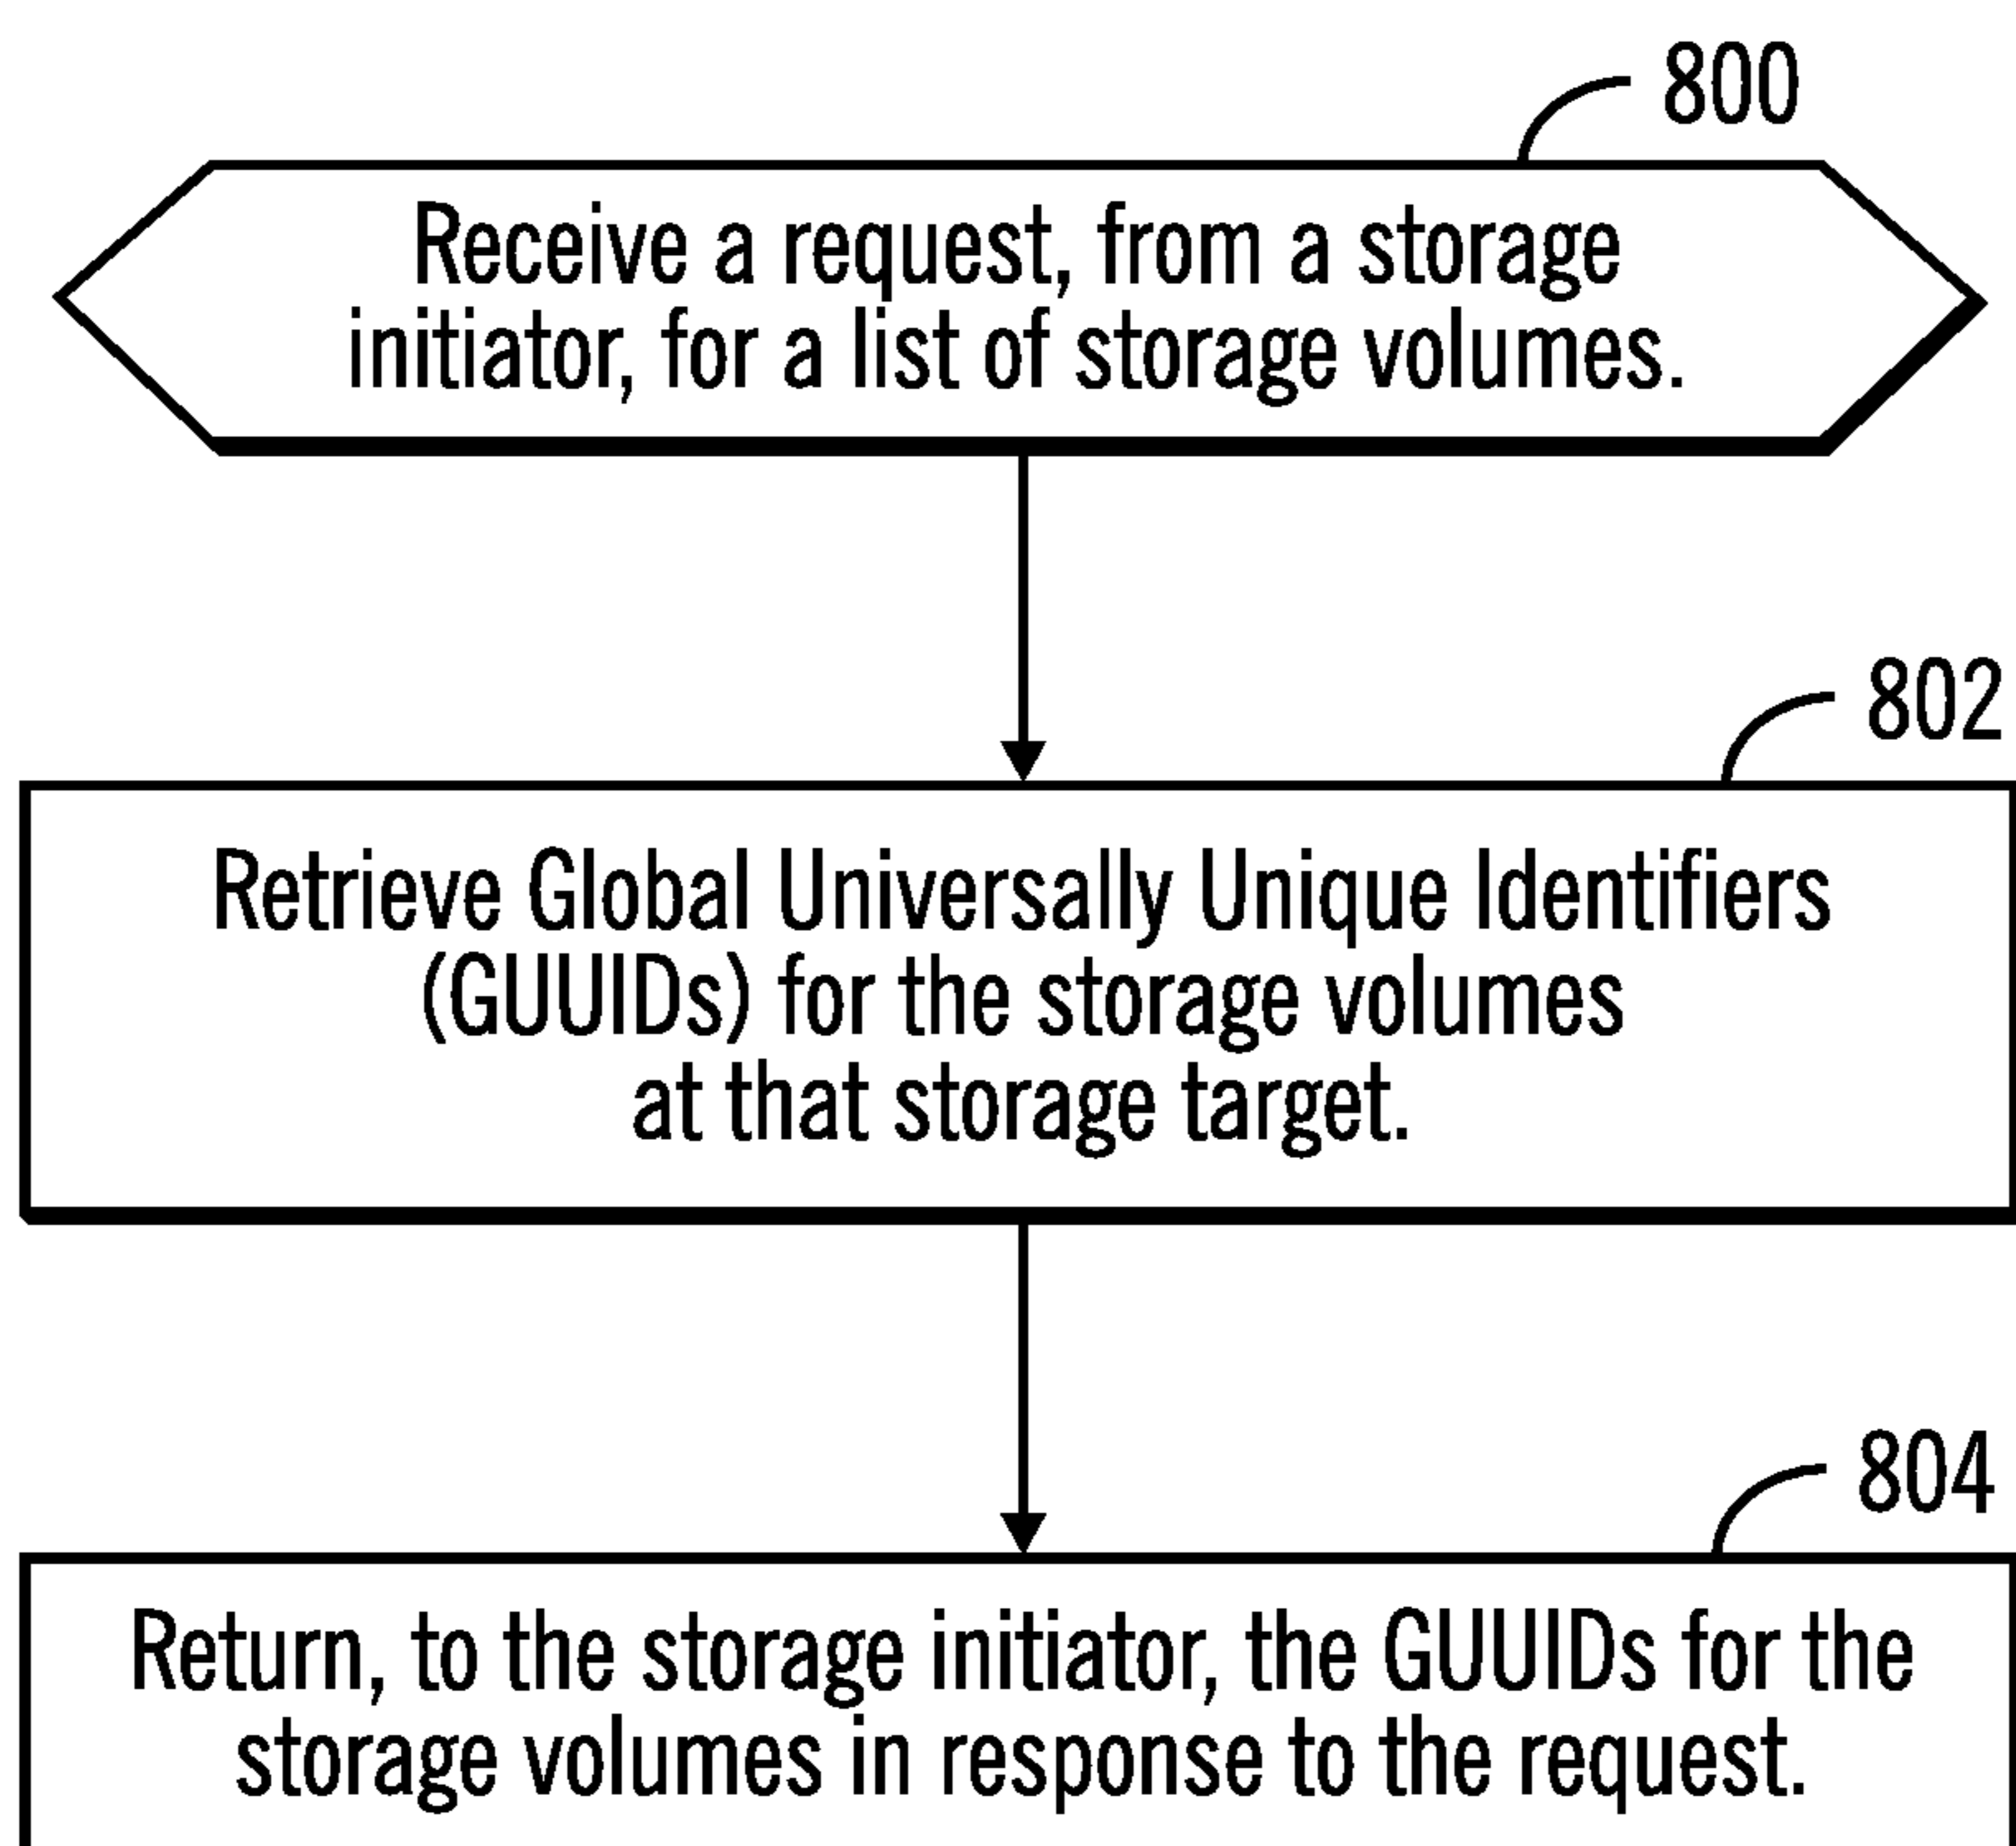 800
Receive a request, from a storage
initiator, for a list of storage volumes.
802
Retrieve Global Universally Unique Identifiers
(GUUIDs) for the storage volumes
at that storage target.
804
Return, to the storage initiator, the GUUIDs for the
storage volumes in response to the request.